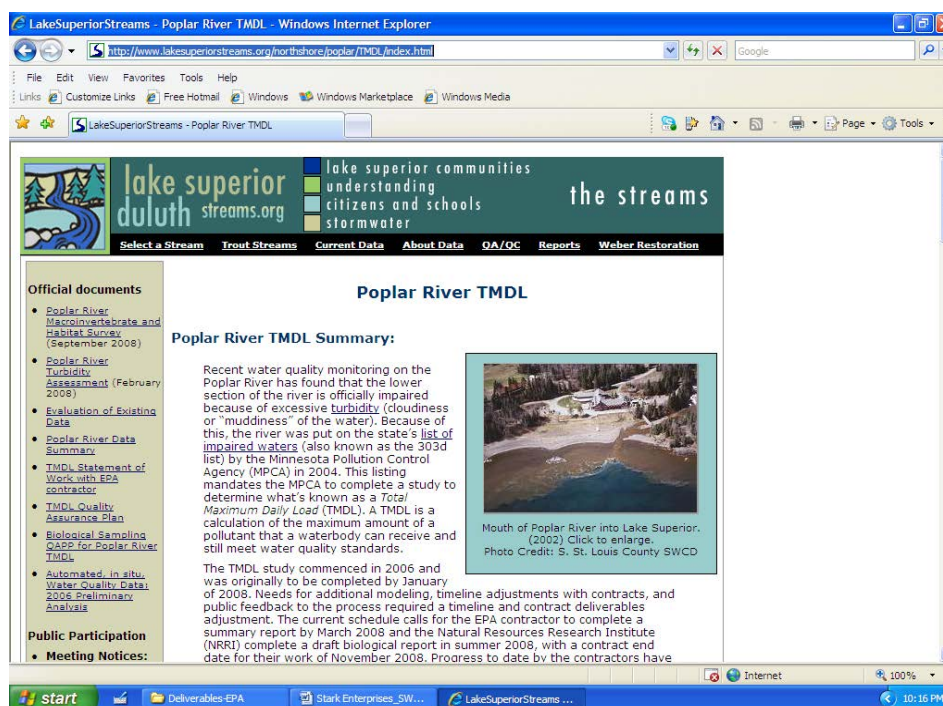 LakeSuperiorStreams - Poplar River TMDL - Windows Internet Explorer
http://www.lakesuperiorstreams.org/northshore/poplar/TMDL/index.html
Google
File Edit View Favorites Tools Help
Links Customize Links Free Hotmail Windows Windows Marketplace Windows Media
LakeSuperiorStreams - Poplar River TMDL
Page Tools
lake superior
duluth streams.org
lake superior communities
understanding
citizens and schools
stormwater
the streams
Select a Stream Trout Streams Current Data About Data QA/QC Reports Weber Restoration
Official documents
Poplar River
Macroinvertebrate and
Habitat Survey
(September 2008)
Poplar River
Turbidity
Assessment (February
2008)
Evaluation of Existing
Data
Poplar River Data
Summary
TMDL Statement of
Work with EPA
contractor
TMDL Quality
Assurance Plan
Biological Sampling
QAPP for Poplar River
TMDL
Automated, in situ,
Water Quality Data:
2006 Preliminary
Analysis
Public Participation
Meeting Notices:
Poplar River TMDL
Poplar River TMDL Summary:
Recent water quality monitoring on the
Poplar River has found that the lower
section of the river is officially impaired
because of excessive turbidity (cloudiness
or "muddiness" of the water). Because of
this, the river was put on the state's list of
impaired waters (also known as the 303d
list) by the Minnesota Pollution Control
Agency (MPCA) in 2004. This listing
mandates the MPCA to complete a study to
determine what's known as a Total
Maximum Daily Load (TMDL). A TMDL is a
calculation of the maximum amount of a
pollutant that a waterbody can receive and
still meet water quality standards.
Mouth of Poplar River into Lake Superior.
(2002) Click to enlarge.
Photo Credit: S. St. Louis County SWCD
The TMDL study commenced in 2006 and
was originally to be completed by January
of 2008. Needs for additional modeling, timeline adjustments with contracts, and
public feedback to the process required a timeline and contract deliverables
adjustment. The current schedule calls for the EPA contractor to complete a
summary report by March 2008 and the Natural Resources Research Institute
(NRRI) complete a draft biological report in summer 2008, with a contract end
date for their work of November 2008. Progress to date by the contractors have
Internet 100%
start Deliverables-EPA Stark Enterprises_SW... LakeSuperiorStreams ... 10:16 PM